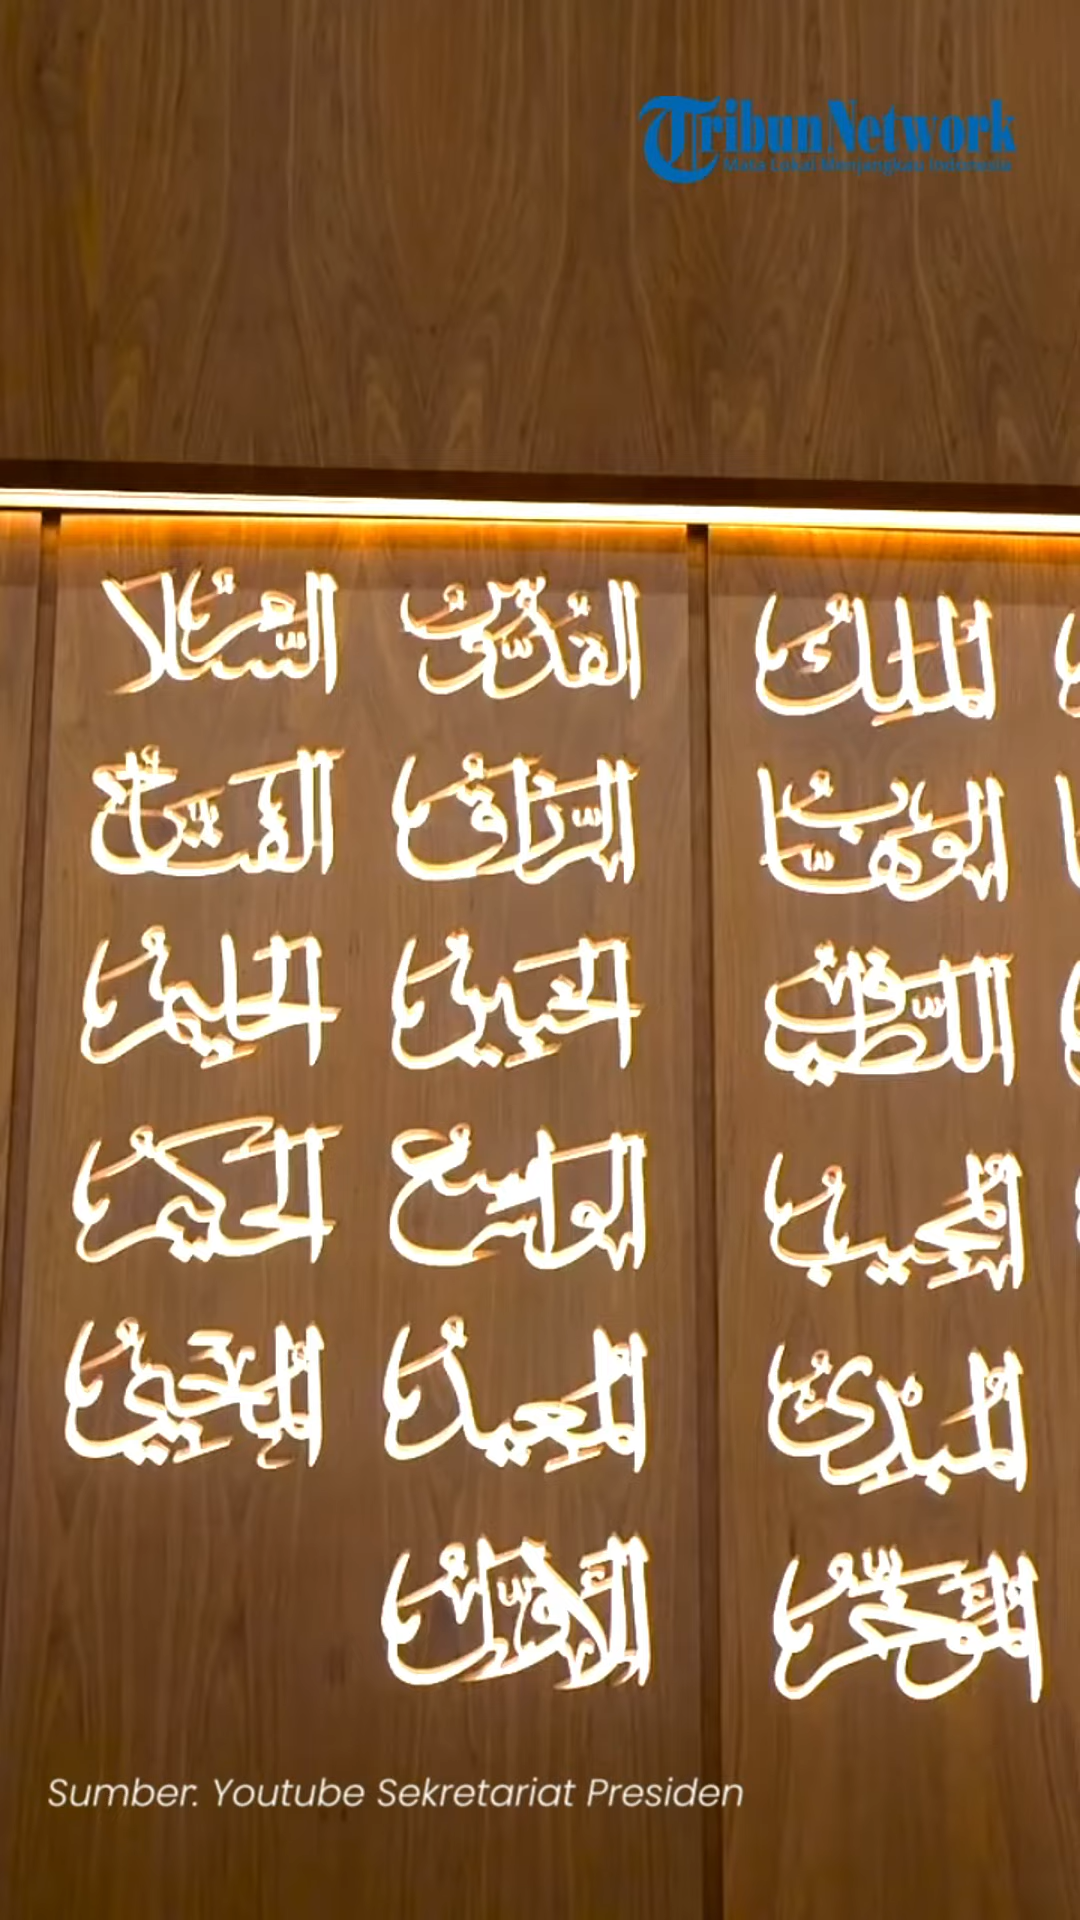 TribunNetwork
Mata Lokal Menjangkau Indonesia
الملك القدوس السلام
الوهاب الرزاق الفتاح
اللطيف الخبير الحليم
المجيب الواسع الحكيم
المبدئ المعيد المحيي
المؤخر الأول
Sumber: Youtube Sekretariat Presiden